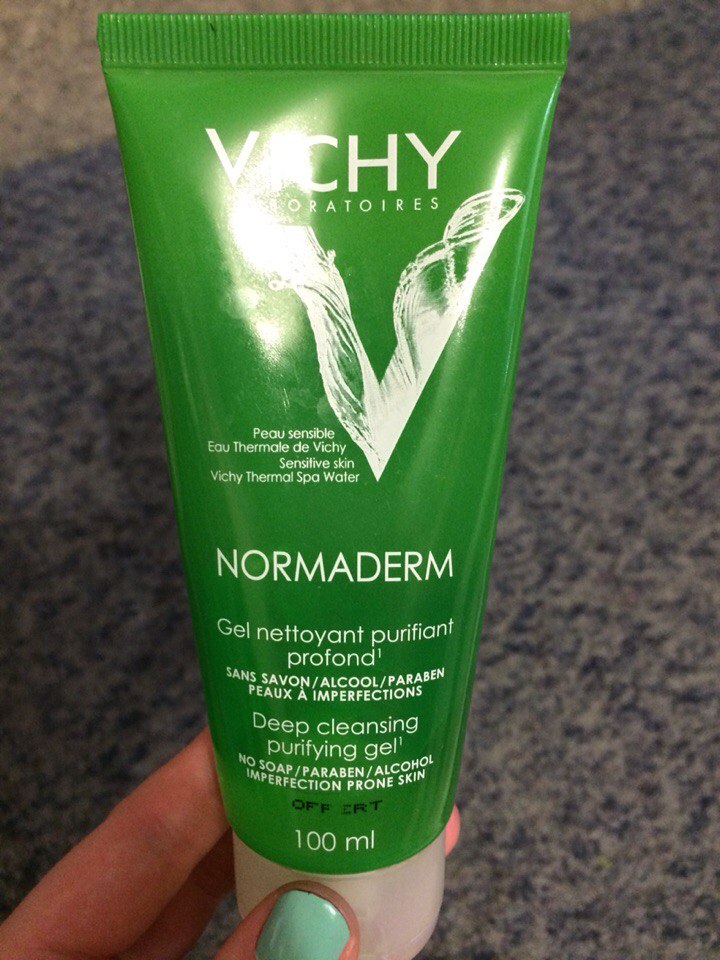 VICHY
LABORATOIRES
Peau sensible
Eau Thermale de Vichy
Sensitive skin
Vichy Thermal Spa Water
NORMADERM
Gel nettoyant purifiant
profond¹
SANS SAVON/ALCOOL/PARABEN
PEAUX À IMPERFECTIONS
Deep cleansing
purifying gel¹
NO SOAP/PARABEN/ALCOHOL
IMPERFECTION PRONE SKIN
OFFERT
100 ml